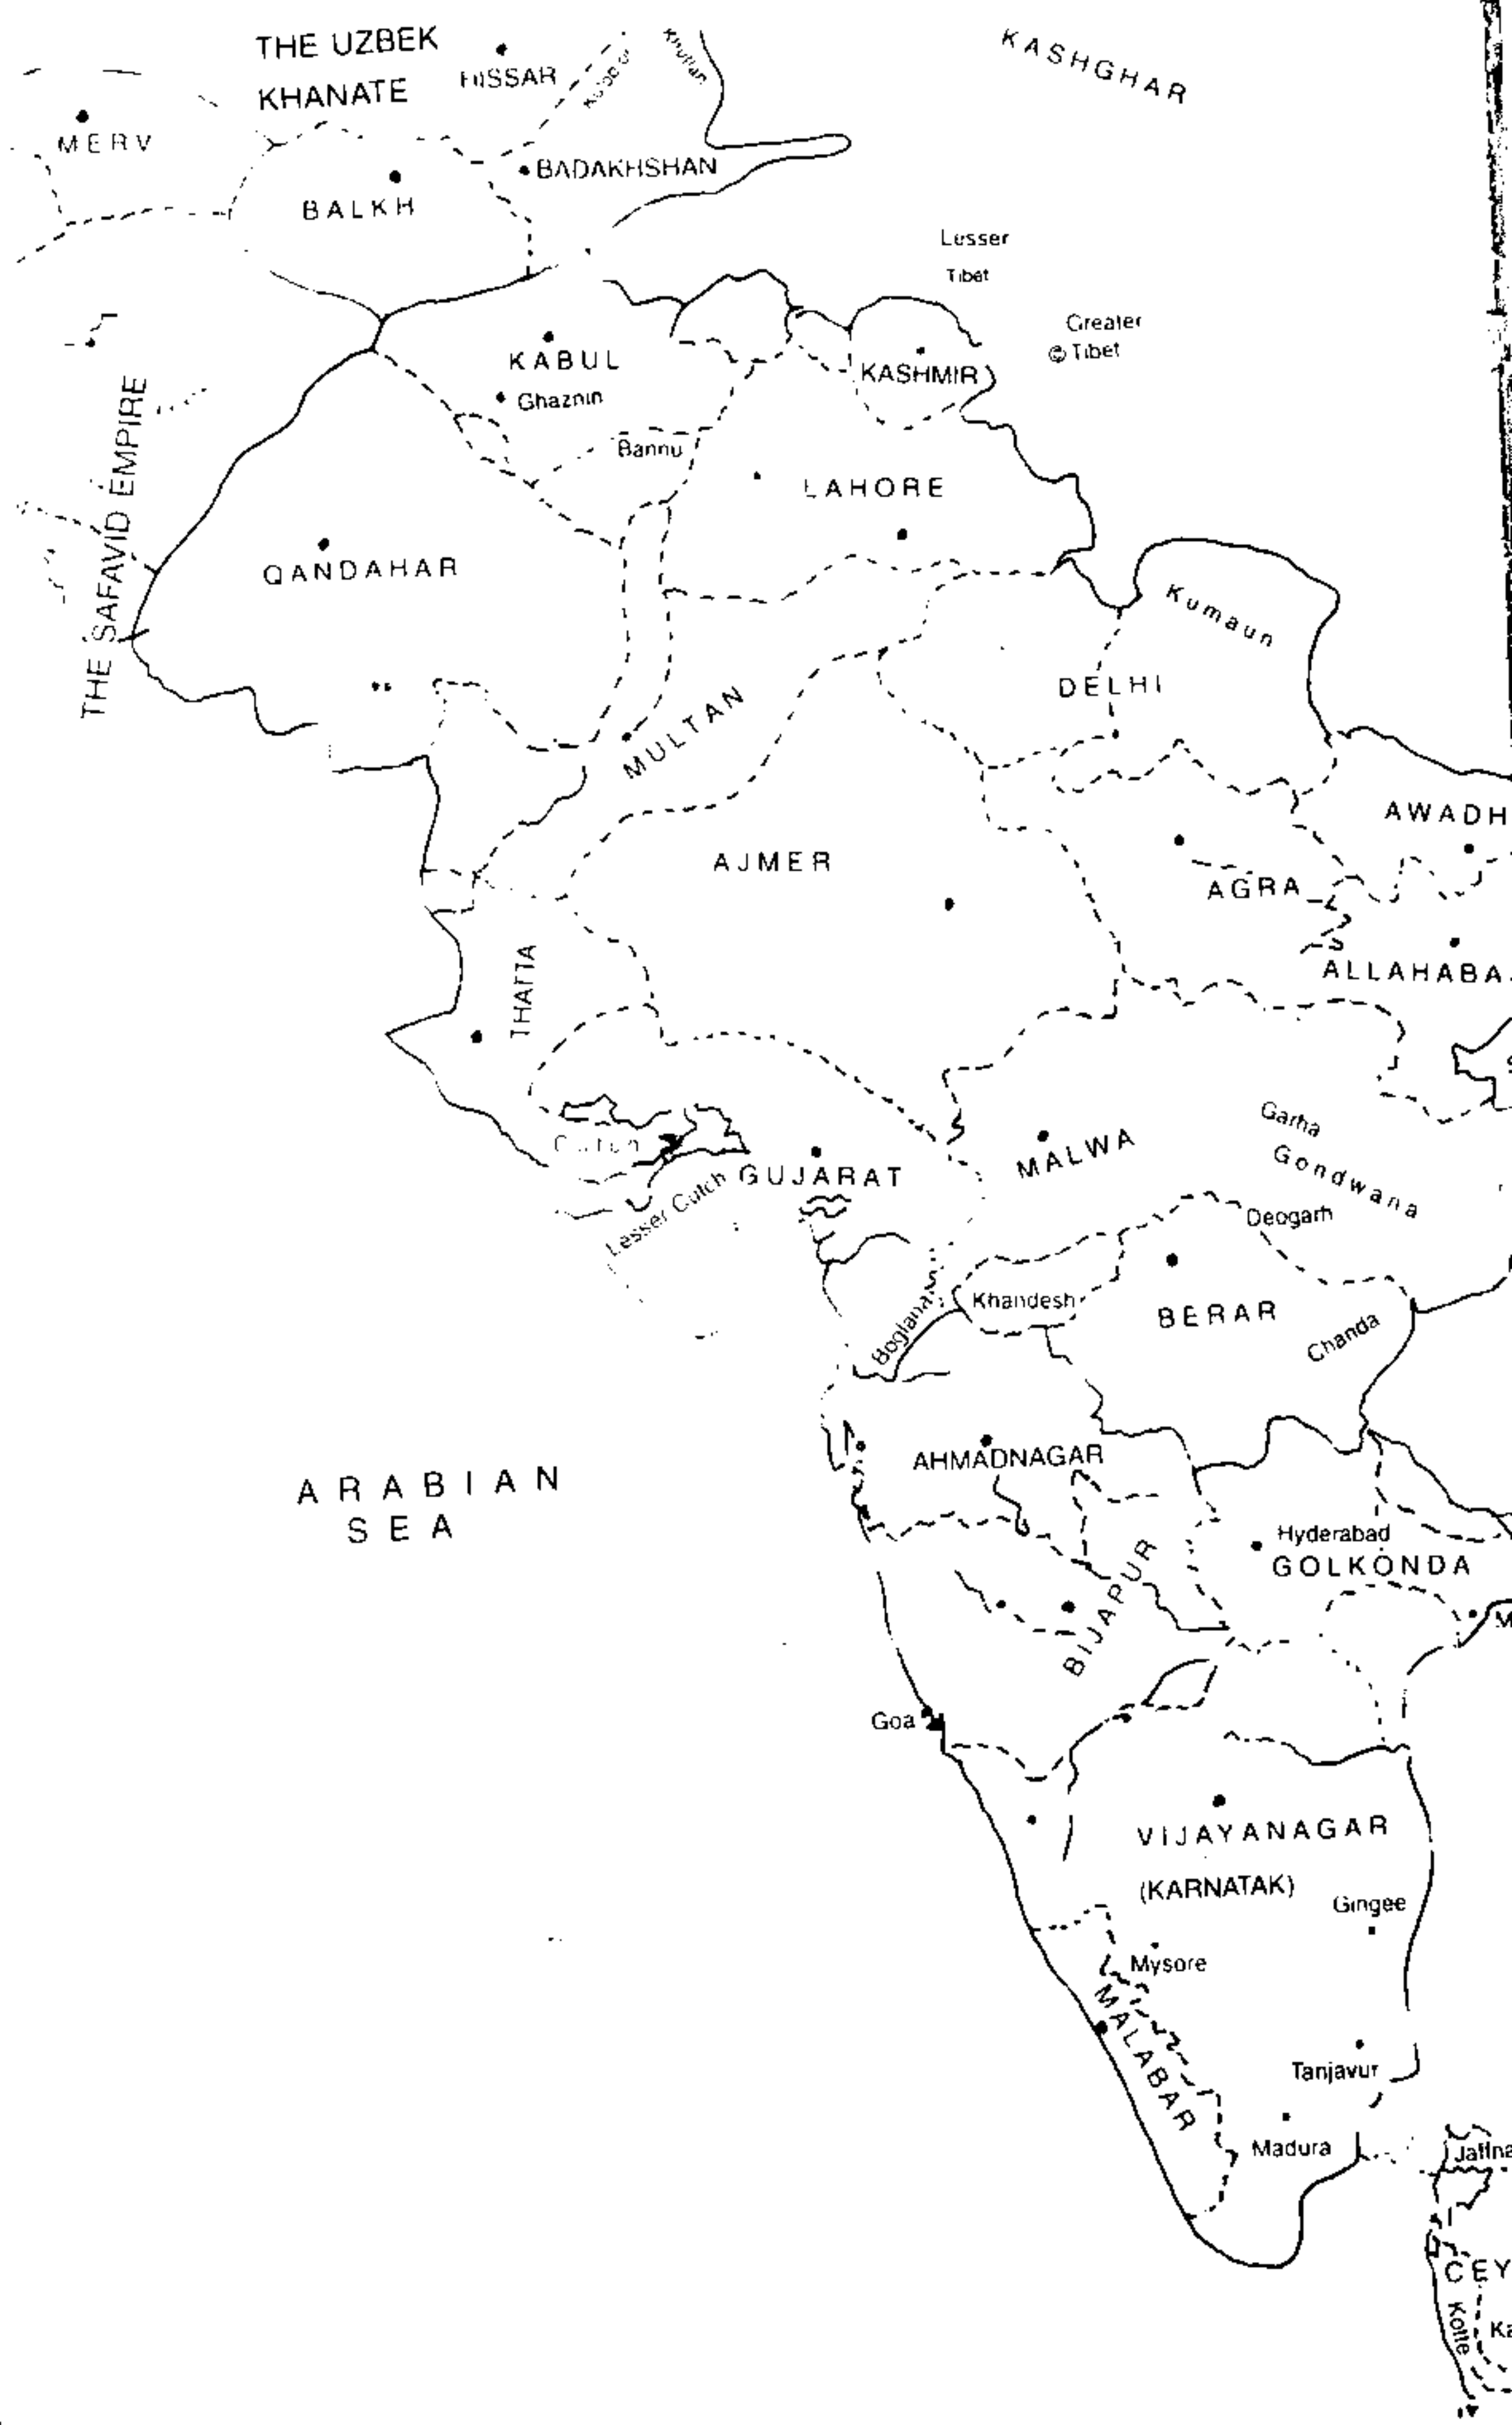 THE UZBEK
KHANATE
HISSAR
KASHGHAR
MERV
BADAKHSHAN
BALKH
Lesser
Tibet
Greater
© Tibet
KABUL
KASHMIR
Ghaznin
Bannu
LAHORE
THE SAFAVID EMPIRE
QANDAHAR
Kumaun
DELHI
MULTAN
AWADH
AJMER
AGRA
ALLAHABA
THATTA
Garha
MALWA
Gondwana
GUJARAT
Lesser Cutch
Deogarh
Khandesh
Boglana
BERAR
Chanda
AHMADNAGAR
ARABIAN
SEA
Hyderabad
GOLKONDA
BIJAPUR
M
Goa
VIJAYANAGAR
(KARNATAK)
Gingee
Mysore
MALABAR
Tanjavur
Madura
Jaffna
CEY
Kotte
Ka